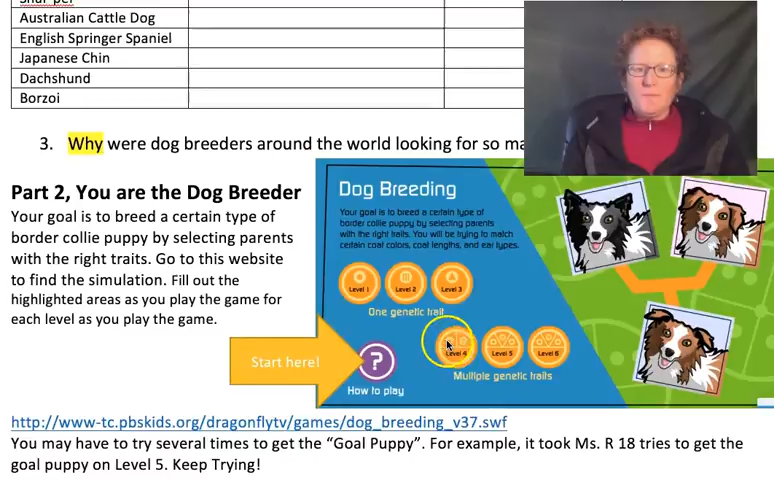 Shar-pei
Australian Cattle Dog
English Springer Spaniel
Japanese Chin
Dachshund
Borzoi
3. Why were dog breeders around the world looking for so ma
Part 2, You are the Dog Breeder
Your goal is to breed a certain type of
border collie puppy by selecting parents
with the right traits. Go to this website
to find the simulation. Fill out the
highlighted areas as you play the game for
each level as you play the game.
Start here!
Dog Breeding
Your goal is to breed a certain type of
border collie puppy by selecting parents
with the right traits. You will be trying to match
certain coat colors, coat lengths, and ear types.
Level 1 Level 2 Level 3
One genetic trait
Level 4 Level 5 Level 6
Multiple genetic traits
?
How to play
http://www-tc.pbskids.org/dragonflytv/games/dog_breeding_v37.swf
You may have to try several times to get the “Goal Puppy”. For example, it took Ms. R 18 tries to get the
goal puppy on Level 5. Keep Trying!